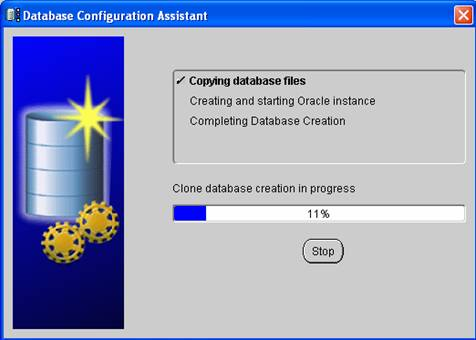 Database Configuration Assistant
Copying database files
Creating and starting Oracle instance
Completing Database Creation
Clone database creation in progress
11%
Stop